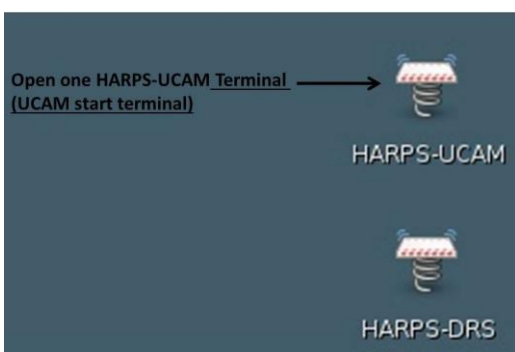 Open one HARPS-UCAM Terminal
(UCAM start terminal)
HARPS-UCAM
HARPS-DRS